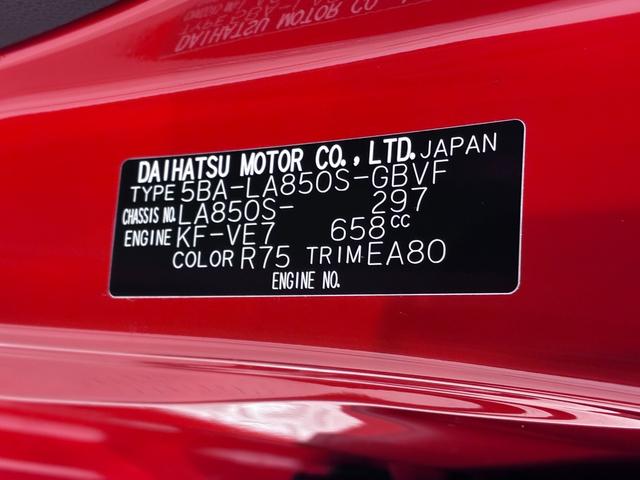 DAIHATSU MOTOR CO., LTD. JAPAN
TYPE 5BA-LA850S-GBVF
CHASSIS NO. LA850S- 297
ENGINE KF-VE7 658cc
COLOR R75 TRIM EA80
ENGINE NO.